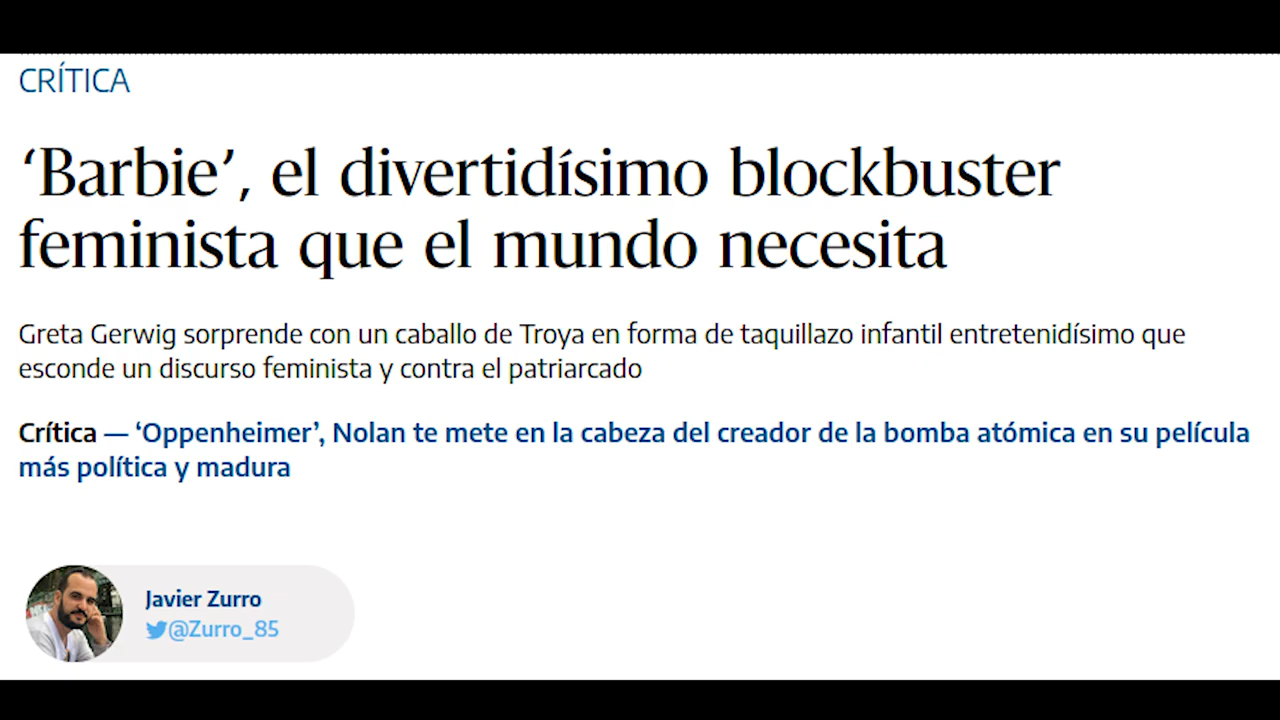 CRÍTICA
‘Barbie’, el divertidísimo blockbuster
feminista que el mundo necesita
Greta Gerwig sorprende con un caballo de Troya en forma de taquillazo infantil entretenidísimo que
esconde un discurso feminista y contra el patriarcado
Crítica — ‘Oppenheimer’, Nolan te mete en la cabeza del creador de la bomba atómica en su película
más política y madura
Javier Zurro
@Zurro_85